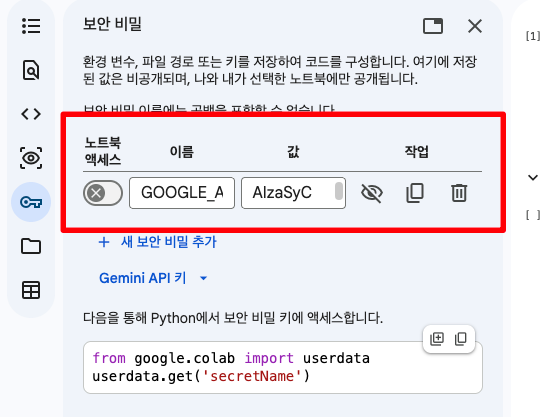 보안 비밀
환경 변수, 파일 경로 또는 키를 저장하여 코드를 구성합니다. 여기에 저장
된 값은 비공개되며, 나와 내가 선택한 노트북에만 공개됩니다.
보안 비밀 이름에는 공백을 포함할 수 없습니다.
노트북
액세스
이름
값
작업
GOOGLE_A
AIzaSyC
+ 새 보안 비밀 추가
Gemini API 키
다음을 통해 Python에서 보안 비밀 키에 액세스합니다.
from google.colab import userdata
userdata.get('secretName')
[1]
[ ]